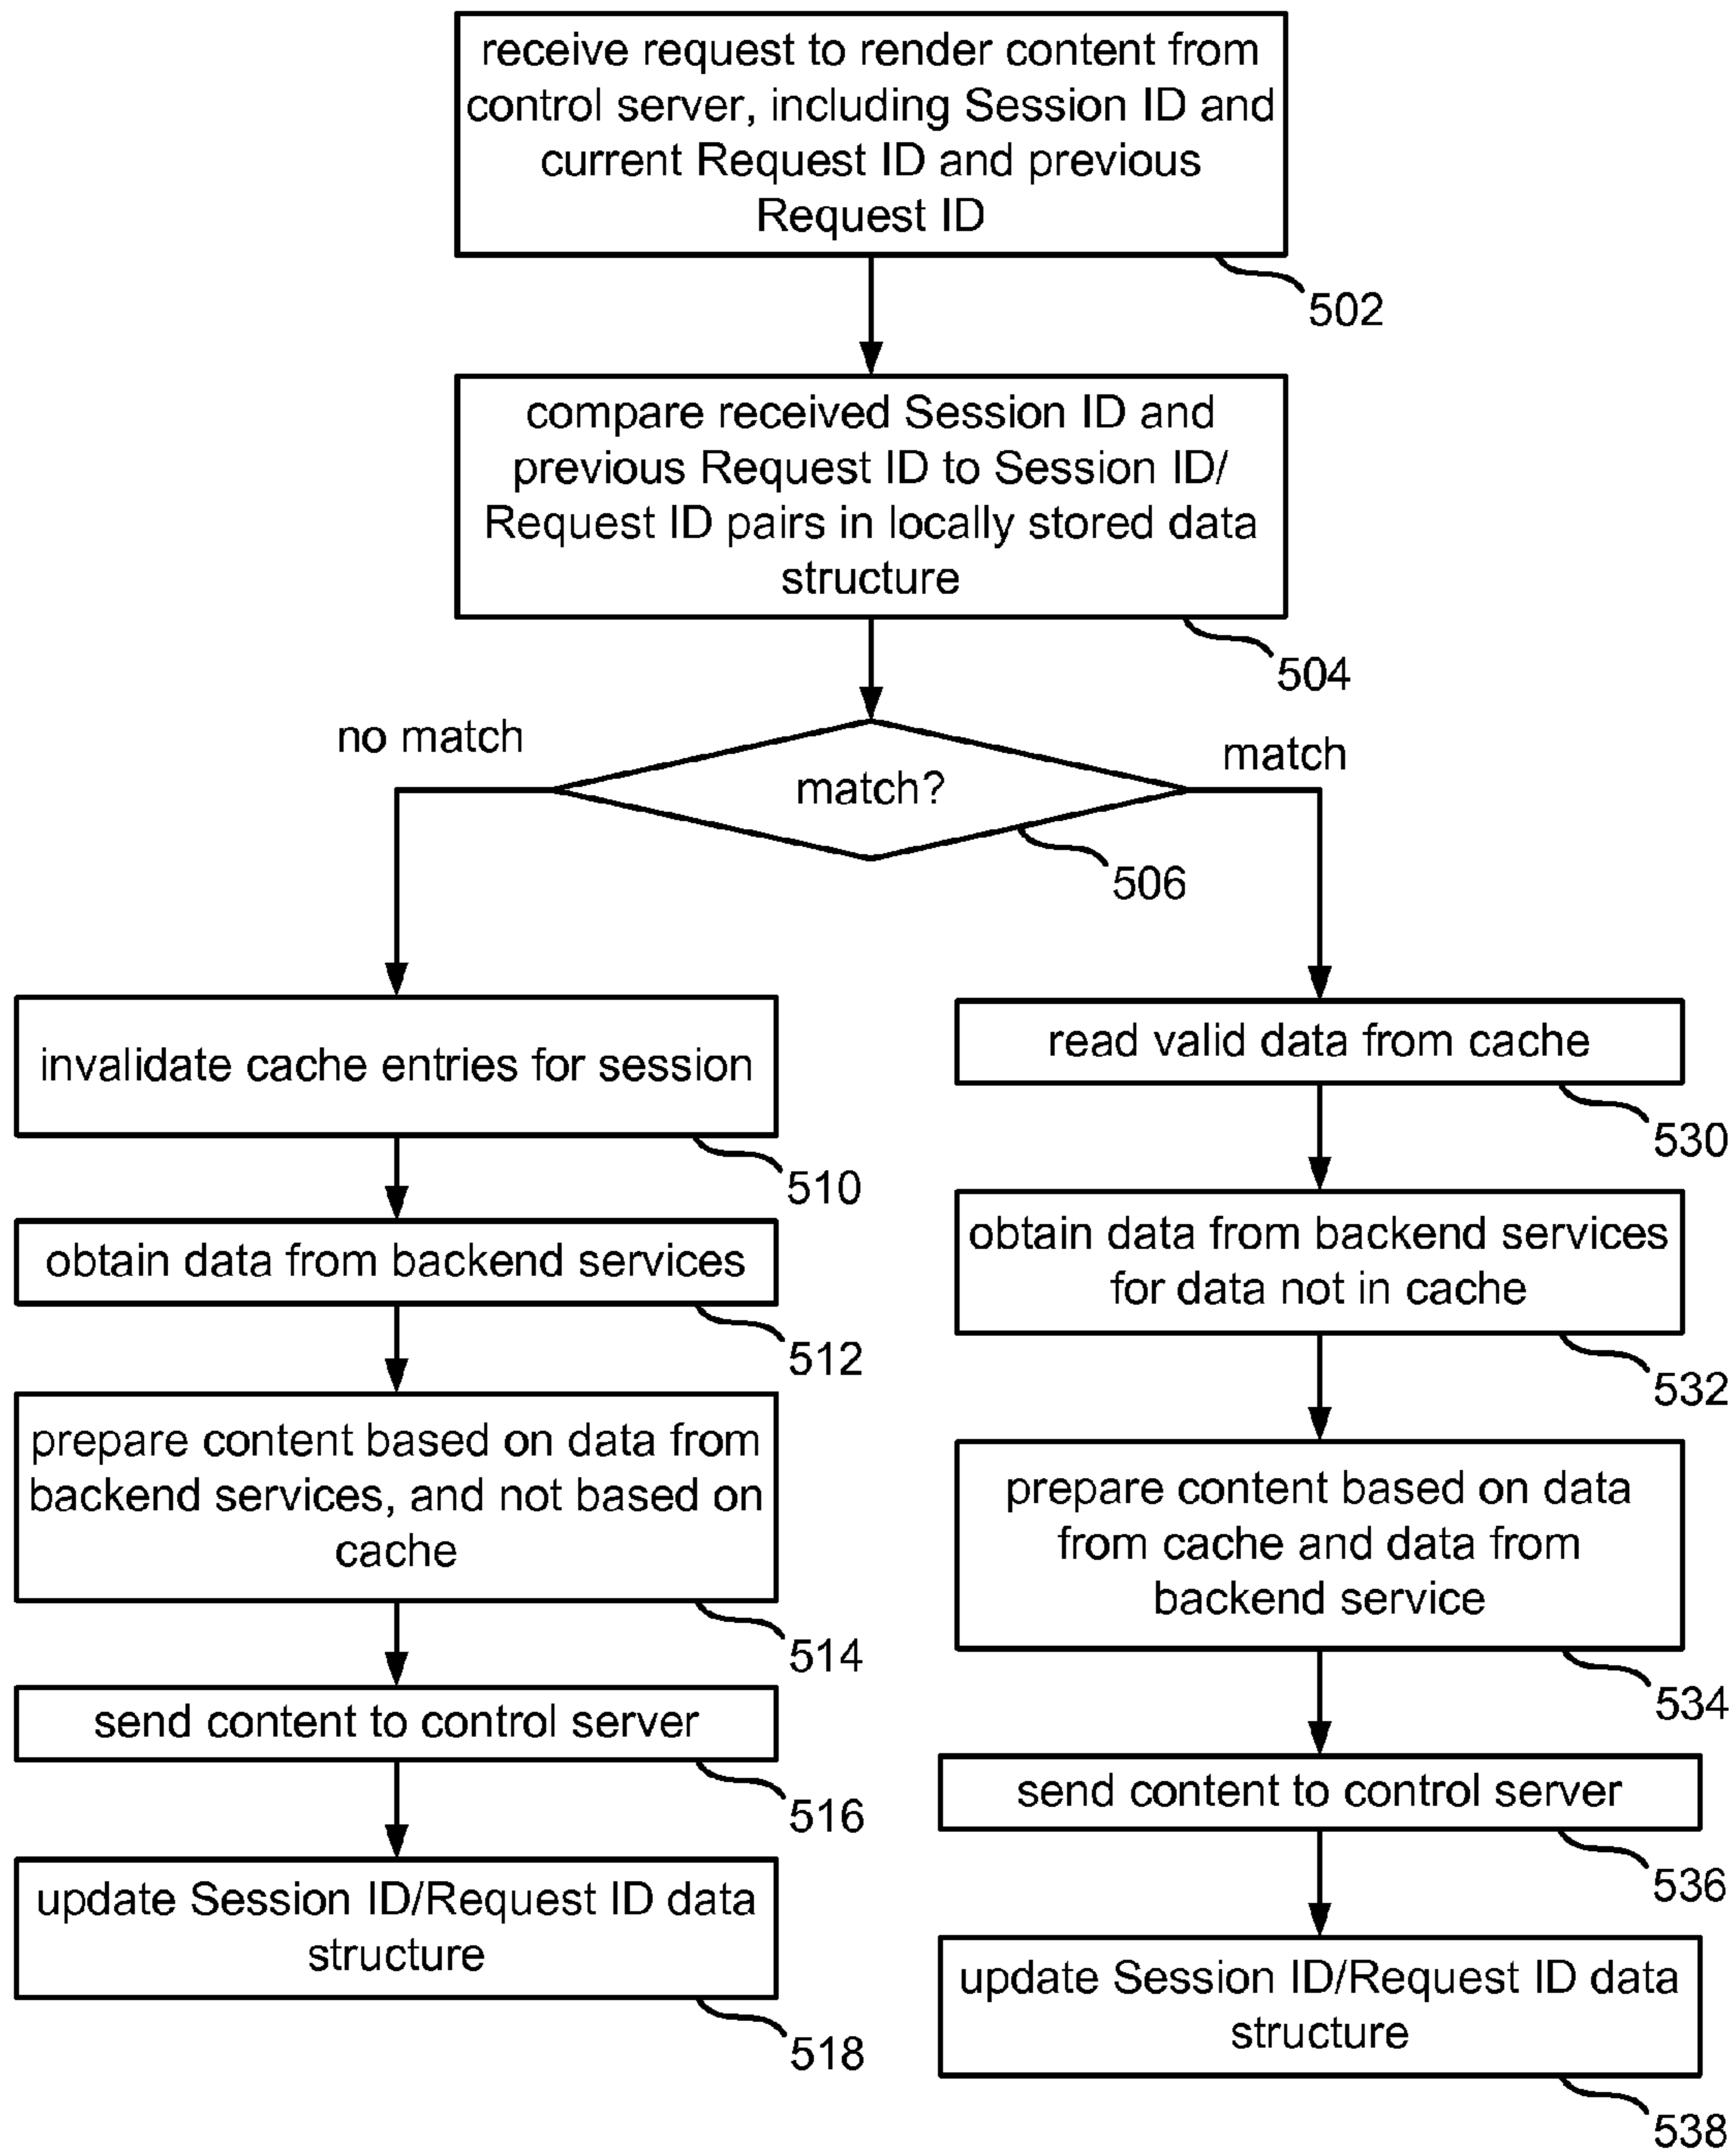 receive request to render content from
control server, including Session ID and
current Request ID and previous
Request ID
502
compare received Session ID and
previous Request ID to Session ID/
Request ID pairs in locally stored data
structure
504
no match
match
match?
506
invalidate cache entries for session
510
obtain data from backend services
512
prepare content based on data from
backend services, and not based on
cache
514
send content to control server
516
update Session ID/Request ID data
structure
518
read valid data from cache
530
obtain data from backend services
for data not in cache
532
prepare content based on data
from cache and data from
backend service
534
send content to control server
536
update Session ID/Request ID data
structure
538